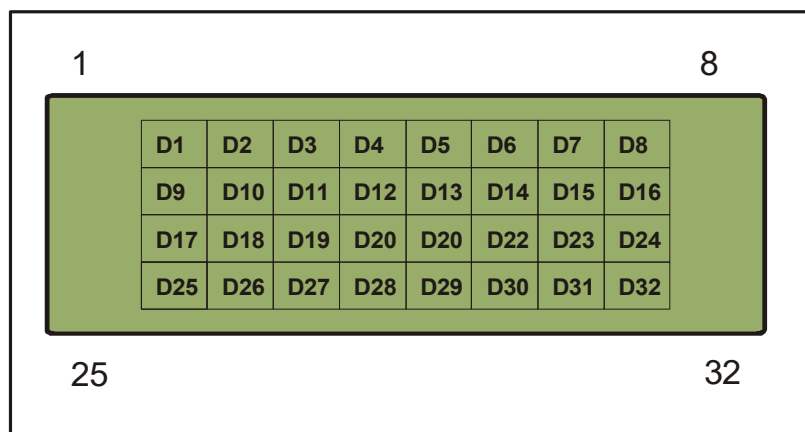 1 8
D1 D2 D3 D4 D5 D6 D7 D8
D9 D10 D11 D12 D13 D14 D15 D16
D17 D18 D19 D20 D20 D22 D23 D24
D25 D26 D27 D28 D29 D30 D31 D32
25 32